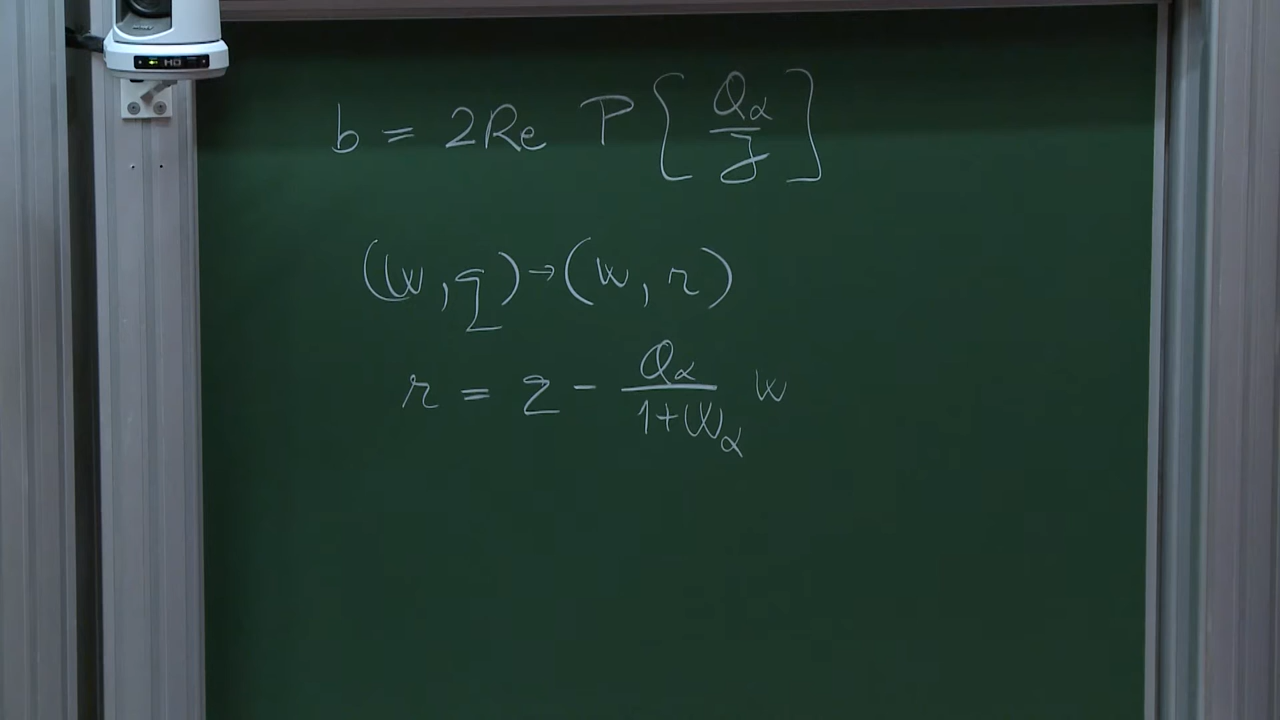 b = 2Re P [ Q_α / J ]
(w, q) → (w, r)
r = q - Q_α / (1 + W_α) w